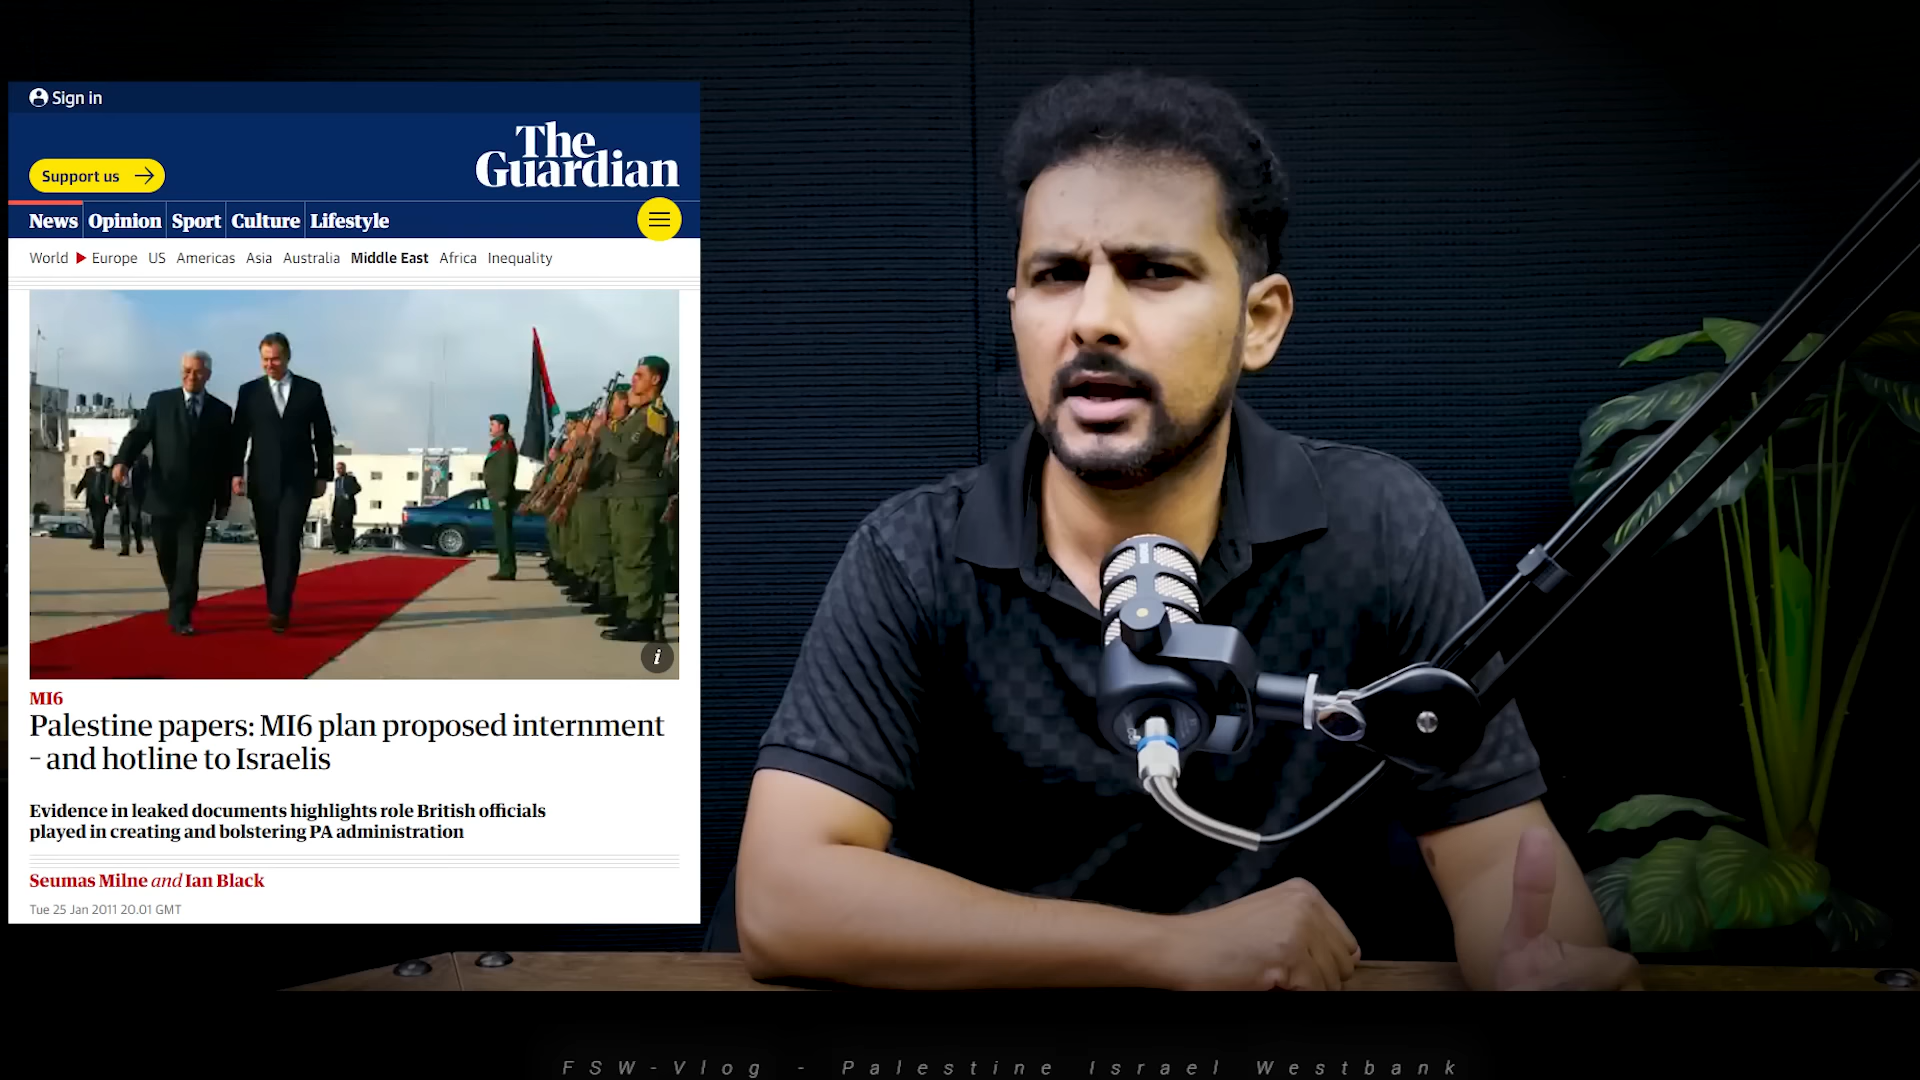 Sign in
The
Guardian
Support us
News Opinion Sport Culture Lifestyle
World Europe US Americas Asia Australia Middle East Africa Inequality
i
MI6
Palestine papers: MI6 plan proposed internment
– and hotline to Israelis
Evidence in leaked documents highlights role British officials
played in creating and bolstering PA administration
Seumas Milne and Ian Black
Tue 25 Jan 2011 20.01 GMT
FSW-Vlog - Palestine Israel Westbank